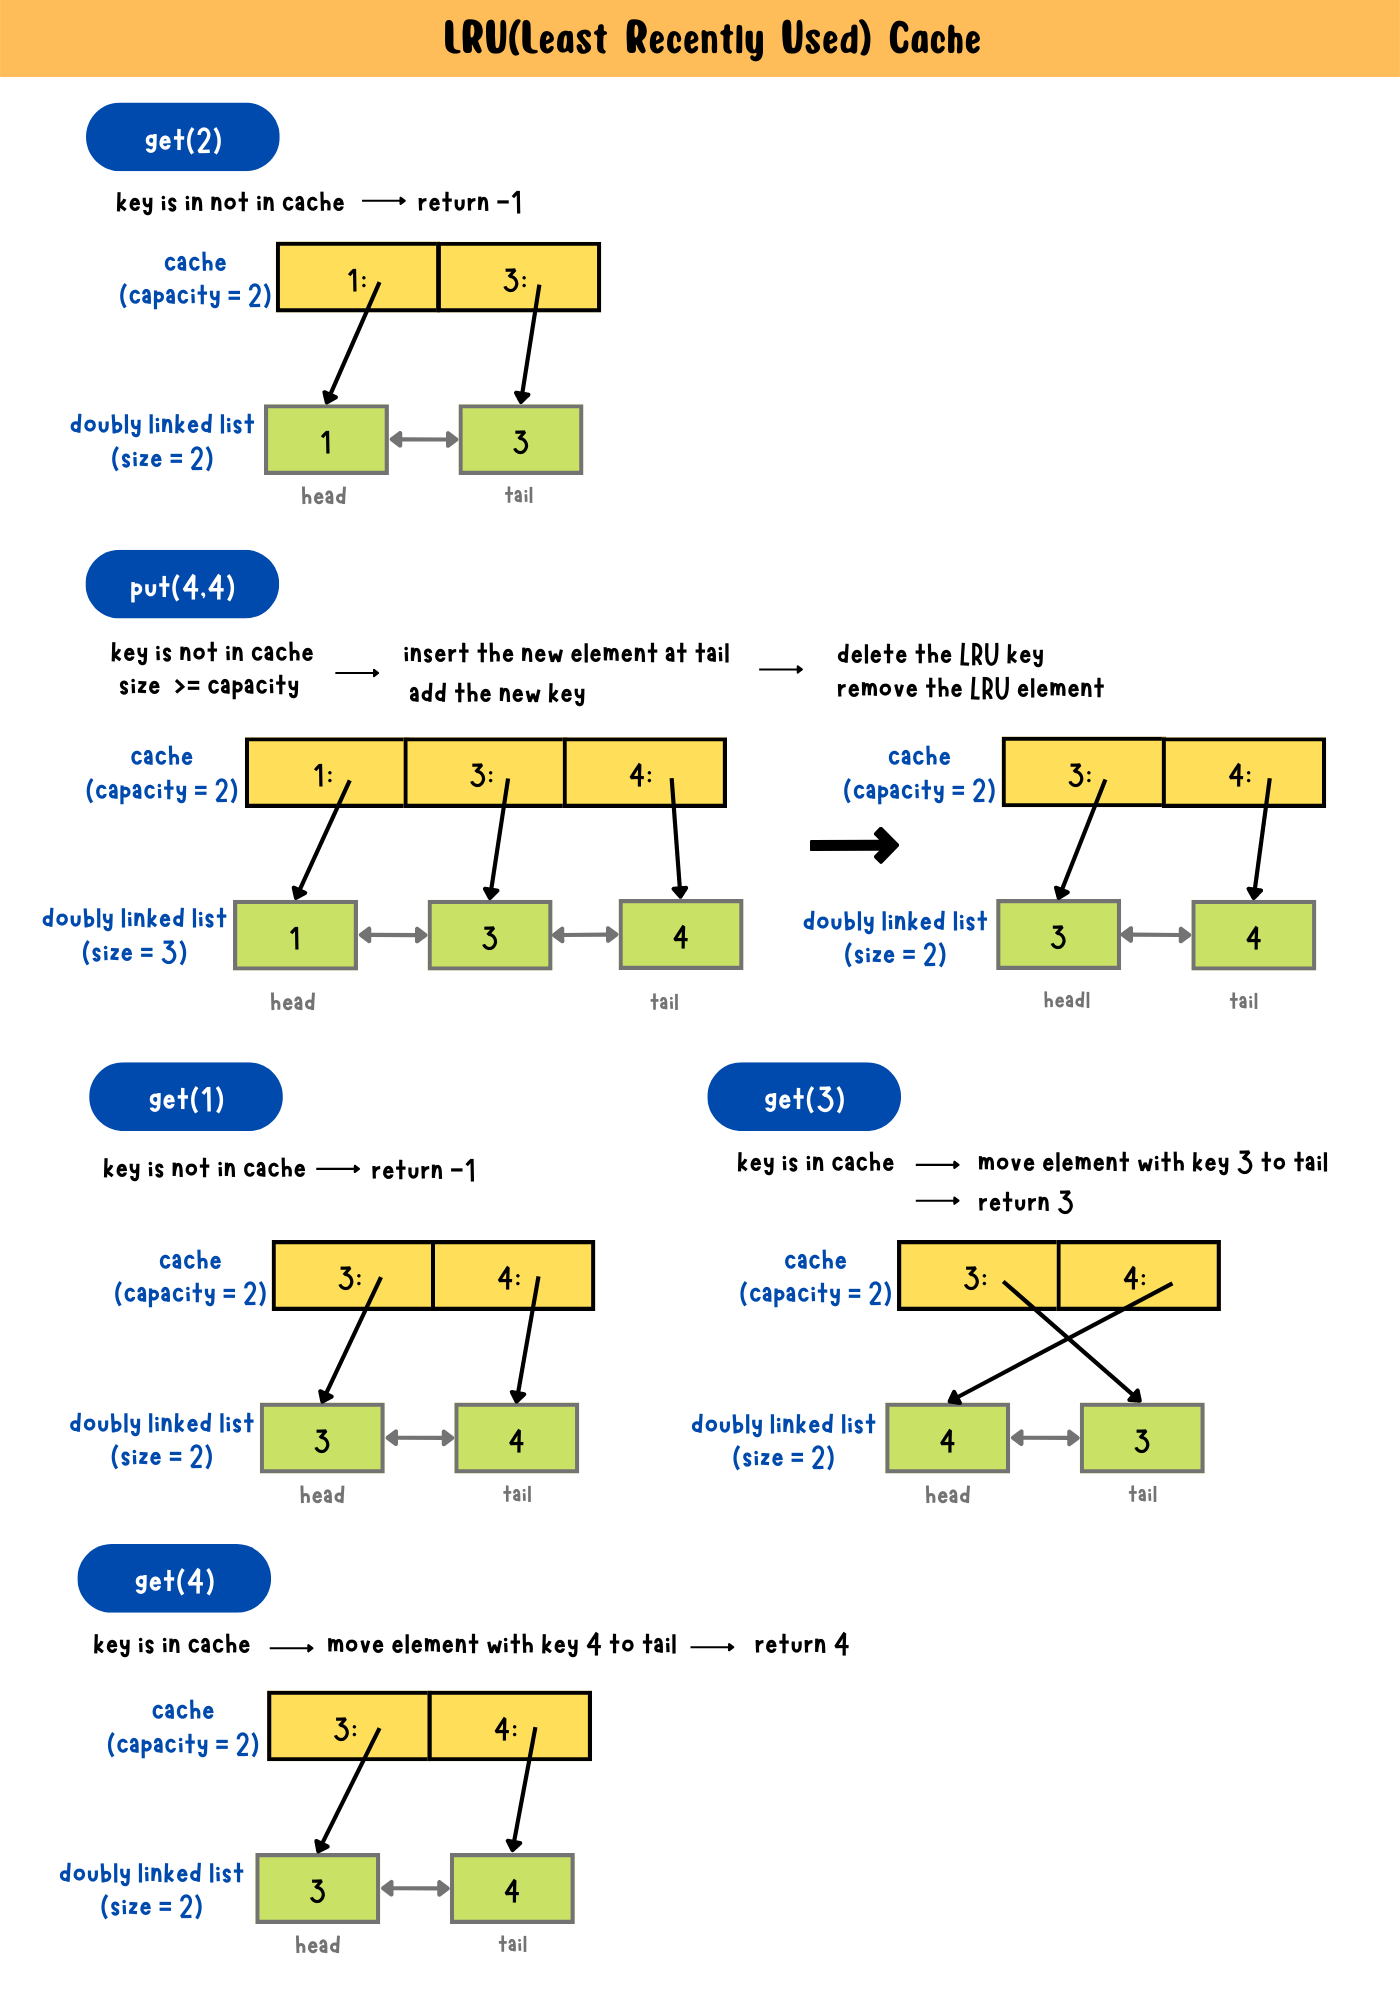 LRU(Least Recently Used) Cache
get(2)
key is in not in cache
return -1
cache
(capacity = 2)
1:
3:
doubly linked list
(size = 2)
1
3
head
tail
put(4,4)
key is not in cache
size >= capacity
insert the new element at tail
add the new key
delete the LRU key
remove the LRU element
cache
(capacity = 2)
1:
3:
4:
doubly linked list
(size = 3)
1
3
4
head
tail
cache
(capacity = 2)
3:
4:
doubly linked list
(size = 2)
3
4
headl
tail
get(1)
key is not in cache
return -1
cache
(capacity = 2)
3:
4:
doubly linked list
(size = 2)
3
4
head
tail
get(3)
key is in cache
move element with key 3 to tail
return 3
cache
(capacity = 2)
3:
4:
doubly linked list
(size = 2)
4
3
head
tail
get(4)
key is in cache
move element with key 4 to tail
return 4
cache
(capacity = 2)
3:
4:
doubly linked list
(size = 2)
3
4
head
tail